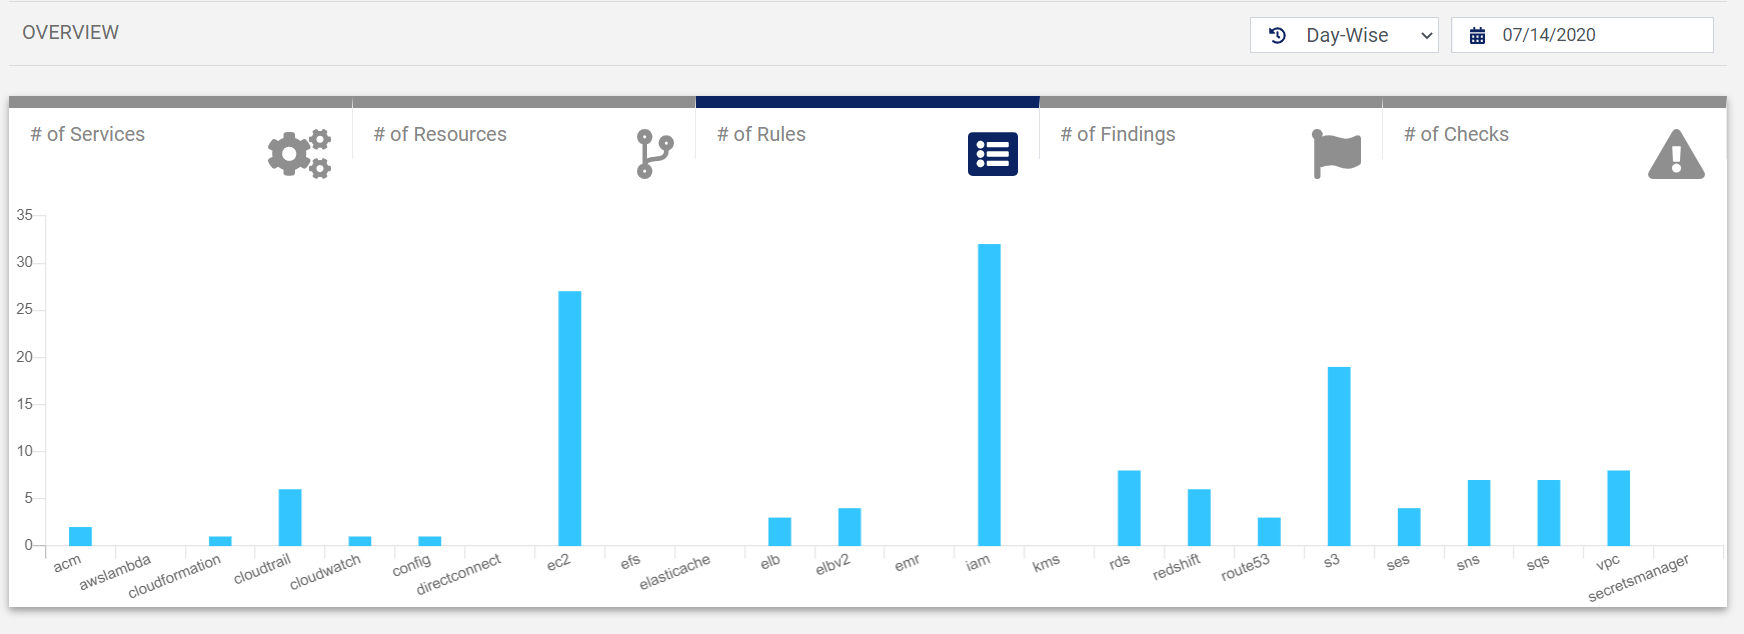 OVERVIEW
Day-Wise
07/14/2020
# of Services
# of Resources
# of Rules
# of Findings
# of Checks
35
30
25
20
15
10
5
0
acm
awslambda
cloudformation
cloudtrail
cloudwatch
config
directconnect
ec2
efs
elasticache
elb
elbv2
emr
iam
kms
rds
redshift
route53
s3
ses
sns
sqs
vpc
secretsmanager